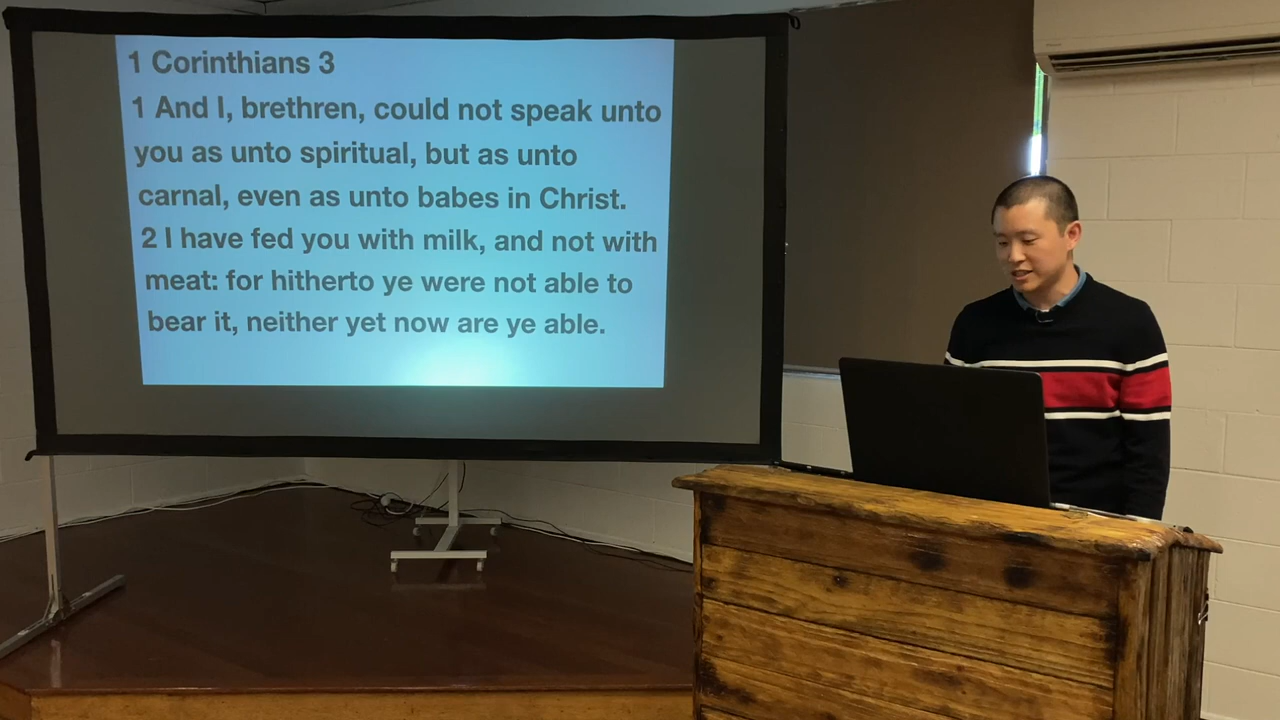 1 Corinthians 3
1 And I, brethren, could not speak unto
you as unto spiritual, but as unto
carnal, even as unto babes in Christ.
2 I have fed you with milk, and not with
meat: for hitherto ye were not able to
bear it, neither yet now are ye able.